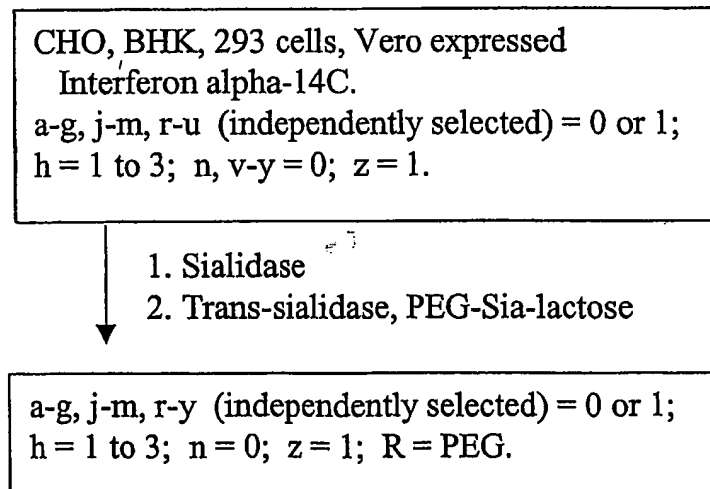 CHO, BHK, 293 cells, Vero expressed
Interferon alpha-14C.
a-g, j-m, r-u (independently selected) = 0 or 1;
h = 1 to 3; n, v-y = 0; z = 1.
1. Sialidase
2. Trans-sialidase, PEG-Sia-lactose
a-g, j-m, r-y (independently selected) = 0 or 1;
h = 1 to 3; n = 0; z = 1; R = PEG.